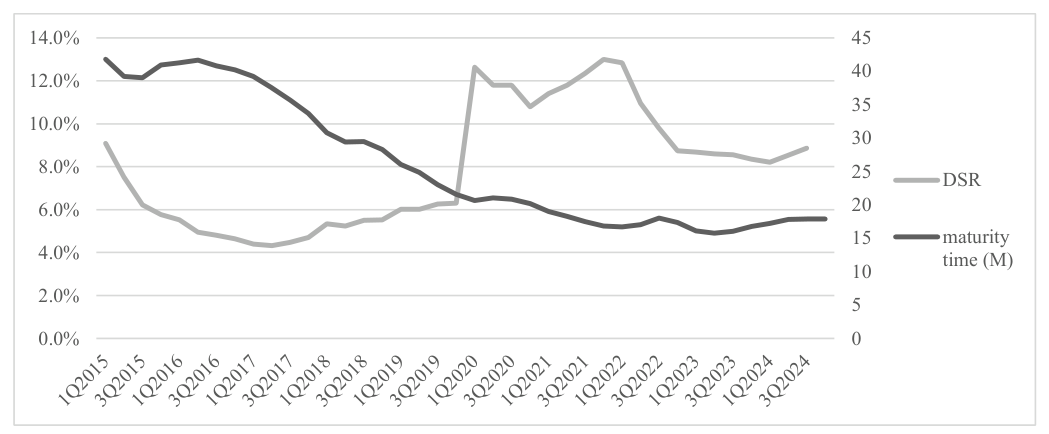 14.0%
12.0%
10.0%
8.0%
6.0%
4.0%
2.0%
0.0%
45
40
35
30
25
20
15
10
5
0
1Q2015
3Q2015
1Q2016
3Q2016
1Q2017
3Q2017
1Q2018
3Q2018
1Q2019
3Q2019
1Q2020
3Q2020
1Q2021
3Q2021
1Q2022
3Q2022
1Q2023
3Q2023
1Q2024
3Q2024
DSR
maturity
time (M)